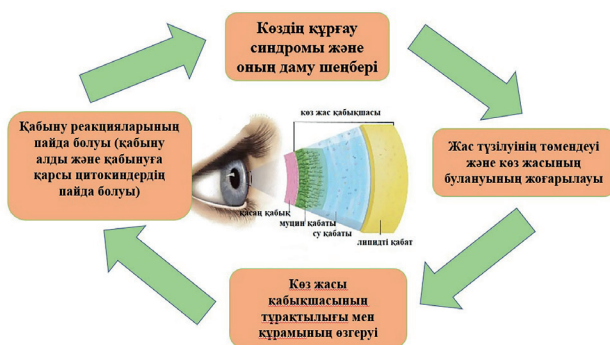 Көздің құрғау
синдромы және
оның даму шеңбері
Қабыну реакцияларының
пайда болуы (қабыну
алды және қабынуға
қарсы цитокиндердің
пайда болуы)
көз жас қабықшасы
қасаң қабық
муцин қабаты
су қабаты
липидті қабат
Жас түзілуінің төмендеуі
және көз жасының
булануының жоғарылауы
Көз жасы
қабықшасының
тұрақтылығы мен
құрамының өзгеруі